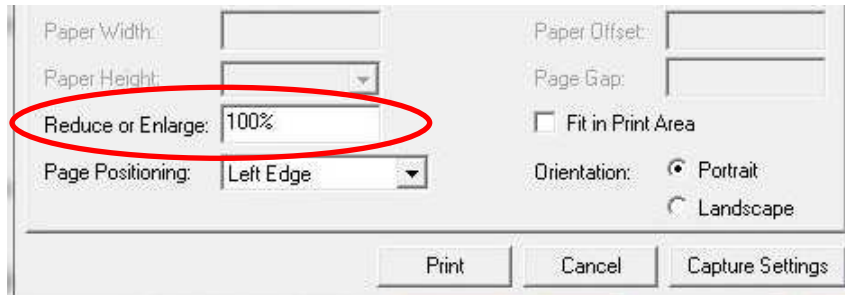 Paper Width: Paper Offset:
Paper Height: Page Gap:
Reduce or Enlarge: 100% Fit in Print Area
Page Positioning: Left Edge Orientation: Portrait
Landscape
Print Cancel Capture Settings